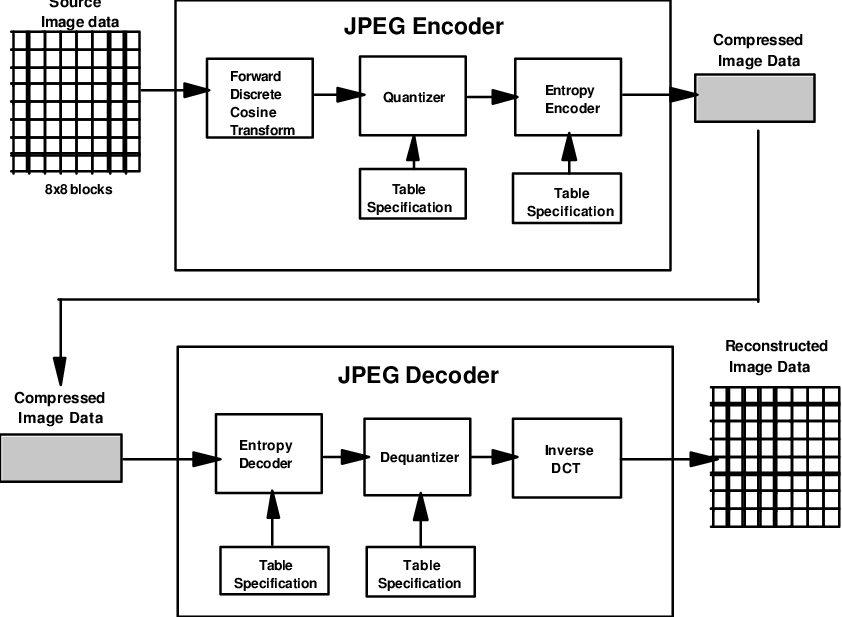 Source
Image data
JPEG Encoder
Compressed
Image Data
Forward
Discrete
Cosine
Transform
Quantizer
Entropy
Encoder
Table
Specification
Table
Specification
8x8 blocks
Reconstructed
Image Data
JPEG Decoder
Compressed
Image Data
Entropy
Decoder
Dequantizer
Inverse
DCT
Table
Specification
Table
Specification